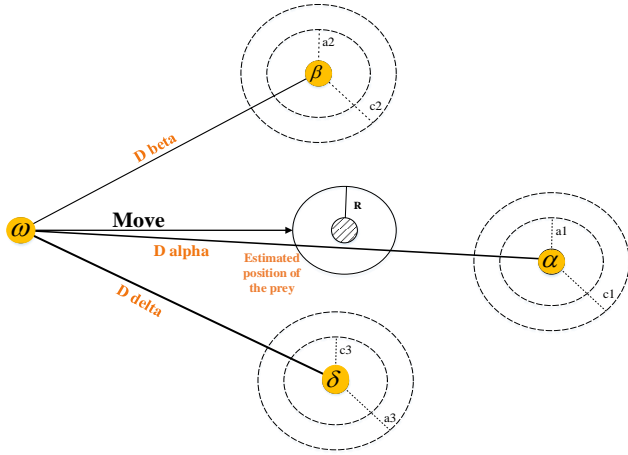 a2
β
c2
D beta
R
Move
ω
D alpha
Estimated
position of
the prey
a1
α
c1
D delta
c3
δ
a3